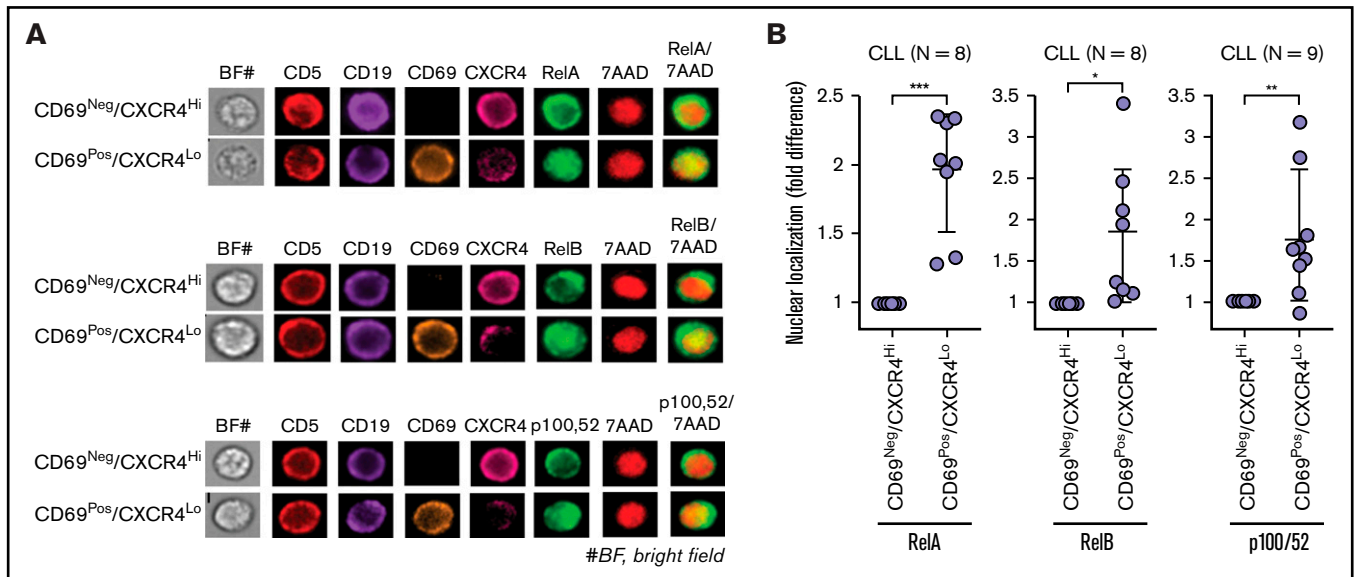 A
BF# CD5 CD19 CD69 CXCR4 RelA 7AAD RelA/
7AAD
CD69Neg/CXCR4Hi
CD69Pos/CXCR4Lo
BF# CD5 CD19 CD69 CXCR4 RelB 7AAD RelB/
7AAD
CD69Neg/CXCR4Hi
CD69Pos/CXCR4Lo
BF# CD5 CD19 CD69 CXCR4 p100,52 7AAD p100,52/
7AAD
CD69Neg/CXCR4Hi
CD69Pos/CXCR4Lo
#BF, bright field
B
Nuclear localization (fold difference)
CLL (N = 8)
***
2.5
2
1.5
1
CD69Neg/CXCR4Hi
CD69Pos/CXCR4Lo
RelA
CLL (N = 8)
*
3.5
3
2.5
2
1.5
1
CD69Neg/CXCR4Hi
CD69Pos/CXCR4Lo
RelB
CLL (N = 9)
**
3.5
3
2.5
2
1.5
1
CD69Neg/CXCR4Hi
CD69Pos/CXCR4Lo
p100/52